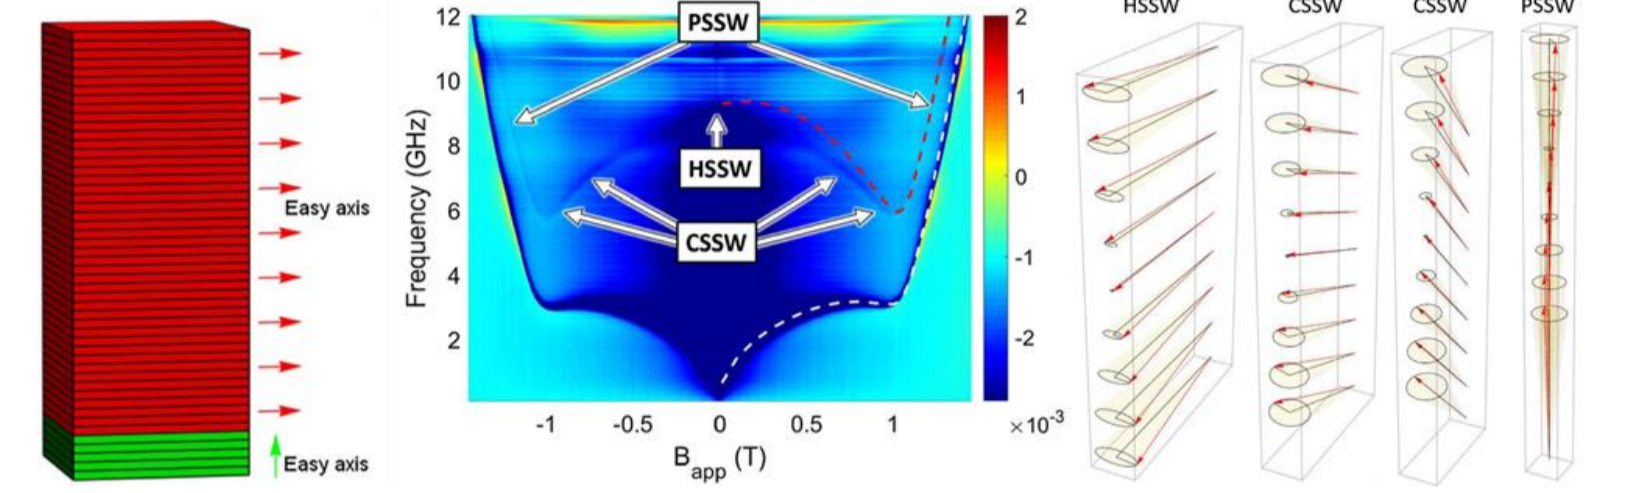 Easy axis
Easy axis
12
10
8
6
4
2
Frequency (GHz)
-1
-0.5
0
0.5
1
B_app (T)
PSSW
HSSW
CSSW
2
1
0
-1
-2
×10⁻³
HSSW
CSSW
CSSW
PSSW